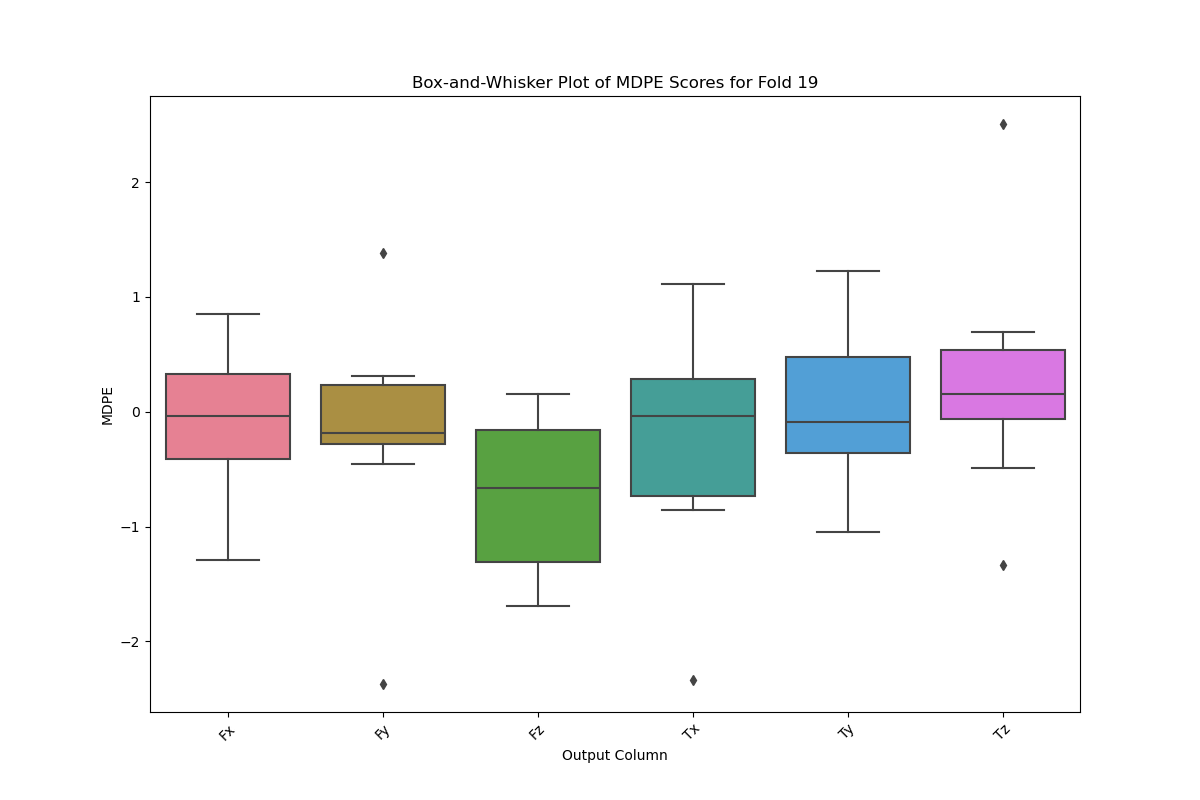 Box-and-Whisker Plot of MDPE Scores for Fold 19
MDPE
2
1
0
−1
−2
Fx
Fy
Fz
Tx
Ty
Tz
Output Column